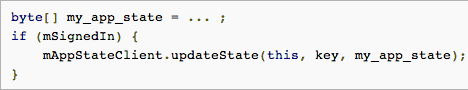 byte[] my_app_state = ... ;
if (mSignedIn) {
    mAppStateClient.updateState(this, key, my_app_state);
}